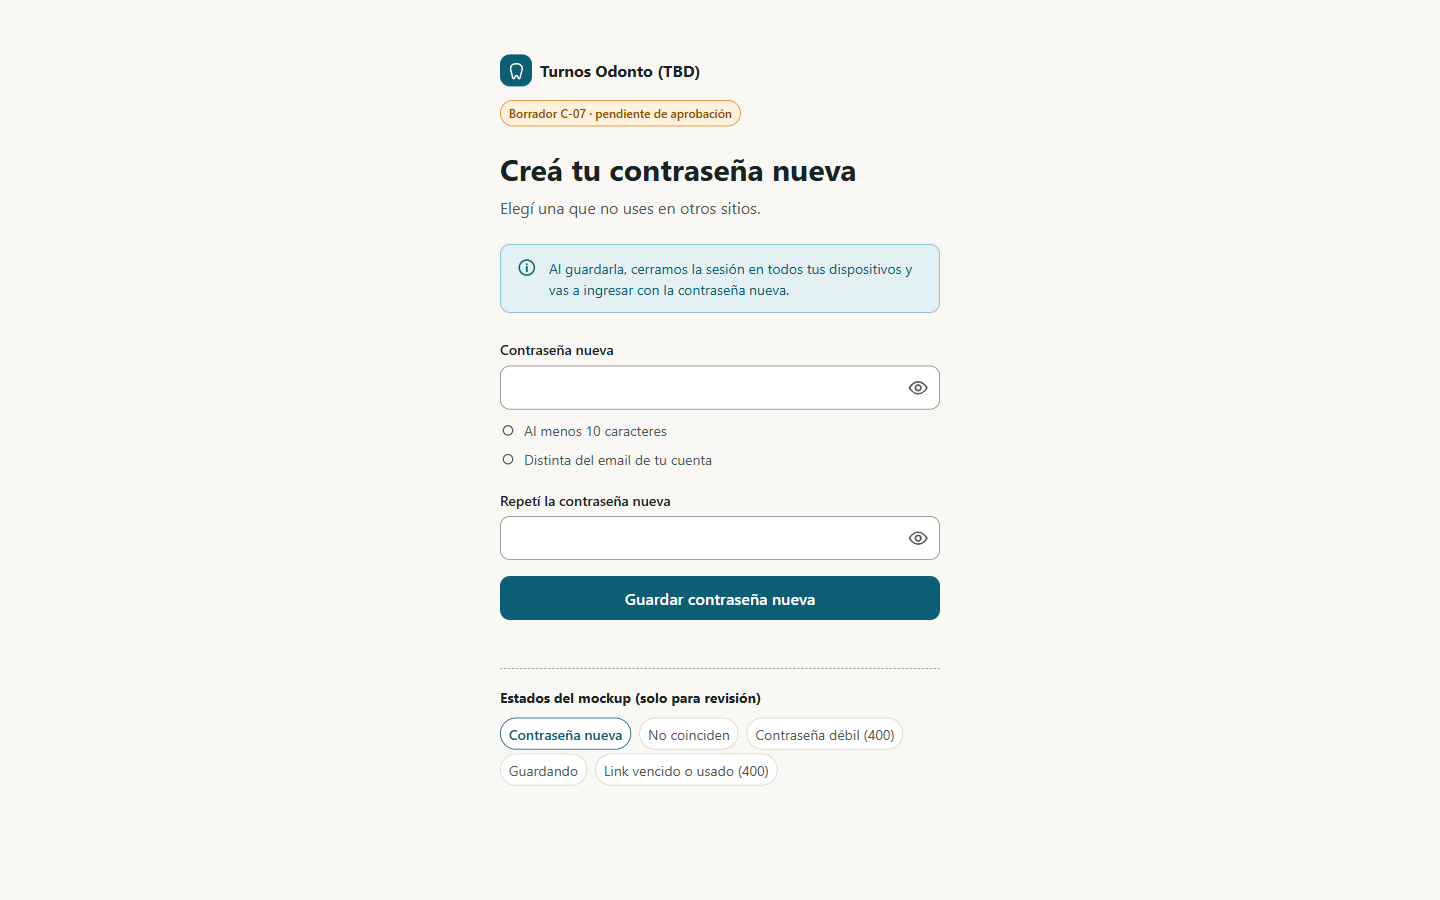 Turnos Odonto (TBD)
Borrador C-07 · pendiente de aprobación
Creá tu contraseña nueva
Elegí una que no uses en otros sitios.
Al guardarla, cerramos la sesión en todos tus dispositivos y
vas a ingresar con la contraseña nueva.
Contraseña nueva
Al menos 10 caracteres
Distinta del email de tu cuenta
Repetí la contraseña nueva
Guardar contraseña nueva
Estados del mockup (solo para revisión)
Contraseña nueva No coinciden Contraseña débil (400)
Guardando Link vencido o usado (400)